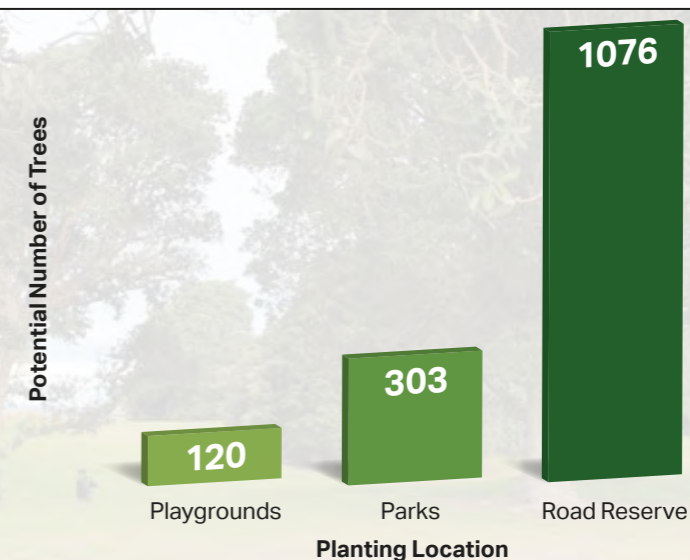 Potential Number of Trees
1076
303
120
Playgrounds Parks Road Reserve
Planting Location